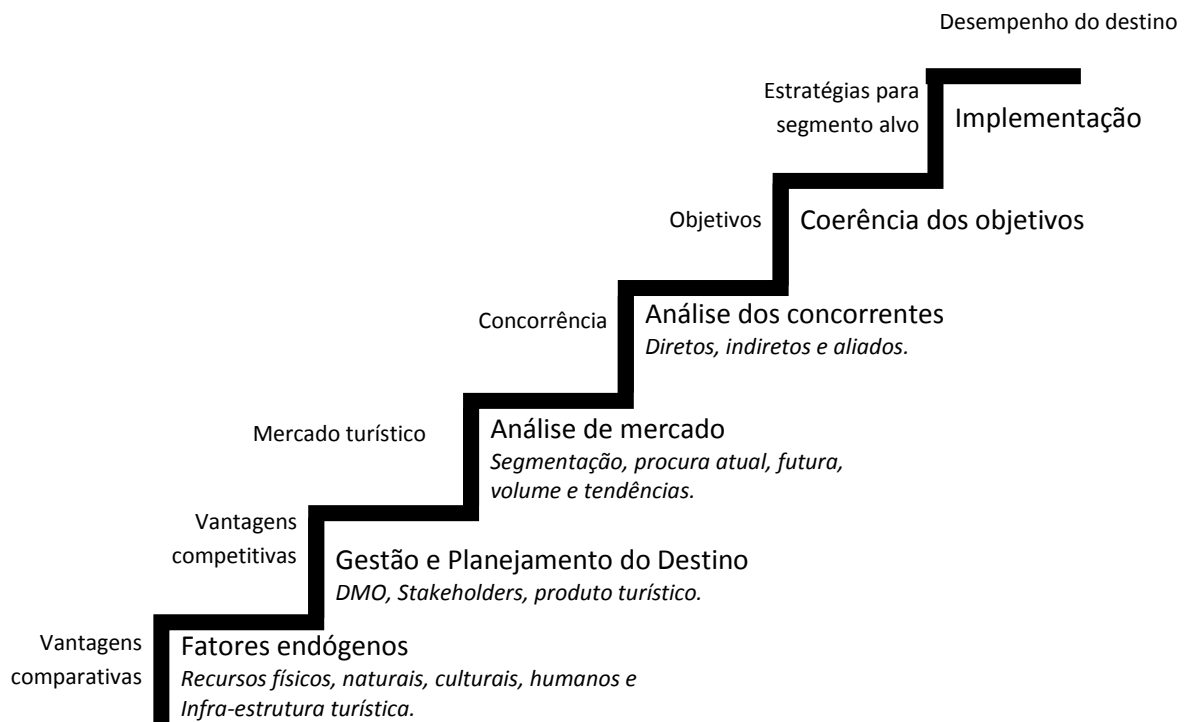 Desempenho do destino
Estratégias para
segmento alvo
Implementação
Objetivos
Coerência dos objetivos
Concorrência
Análise dos concorrentes
Diretos, indiretos e aliados.
Mercado turístico
Análise de mercado
Segmentação, procura atual, futura,
volume e tendências.
Vantagens
competitivas
Gestão e Planejamento do Destino
DMO, Stakeholders, produto turístico.
Vantagens
comparativas
Fatores endógenos
Recursos físicos, naturais, culturais, humanos e
Infra-estrutura turística.